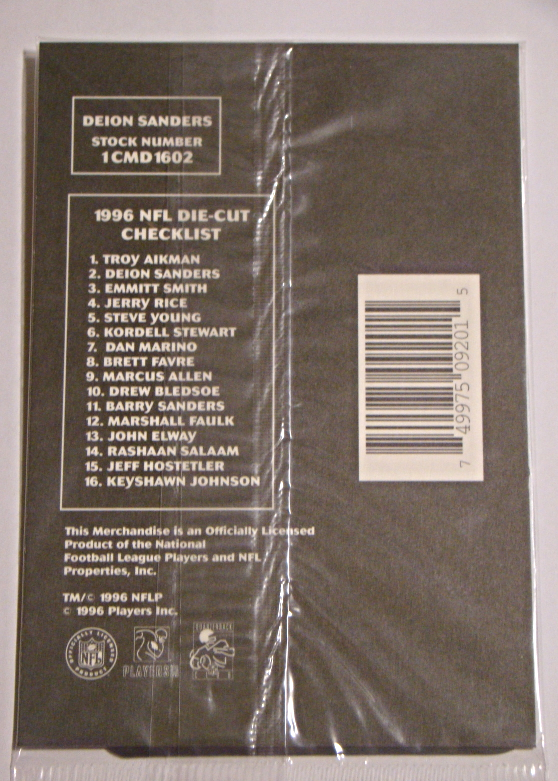 DEION SANDERS
STOCK NUMBER
1CMD1602
1996 NFL DIE-CUT
CHECKLIST
1. TROY AIKMAN
2. DEION SANDERS
3. EMMITT SMITH
4. JERRY RICE
5. STEVE YOUNG
6. KORDELL STEWART
7. DAN MARINO
8. BRETT FAVRE
9. MARCUS ALLEN
10. DREW BLEDSOE
11. BARRY SANDERS
12. MARSHALL FAULK
13. JOHN ELWAY
14. RASHAAN SALAAM
15. JEFF HOSTETLER
16. KEYSHAWN JOHNSON
This Merchandise is an Officially Licensed
Product of the National
Football League Players and NFL
Properties, Inc.
TM/© 1996 NFLP
© 1996 Players Inc.
OFFICIALLY LICENSED
NFL
PRODUCT
PLAYERS
7 49975 09201 5